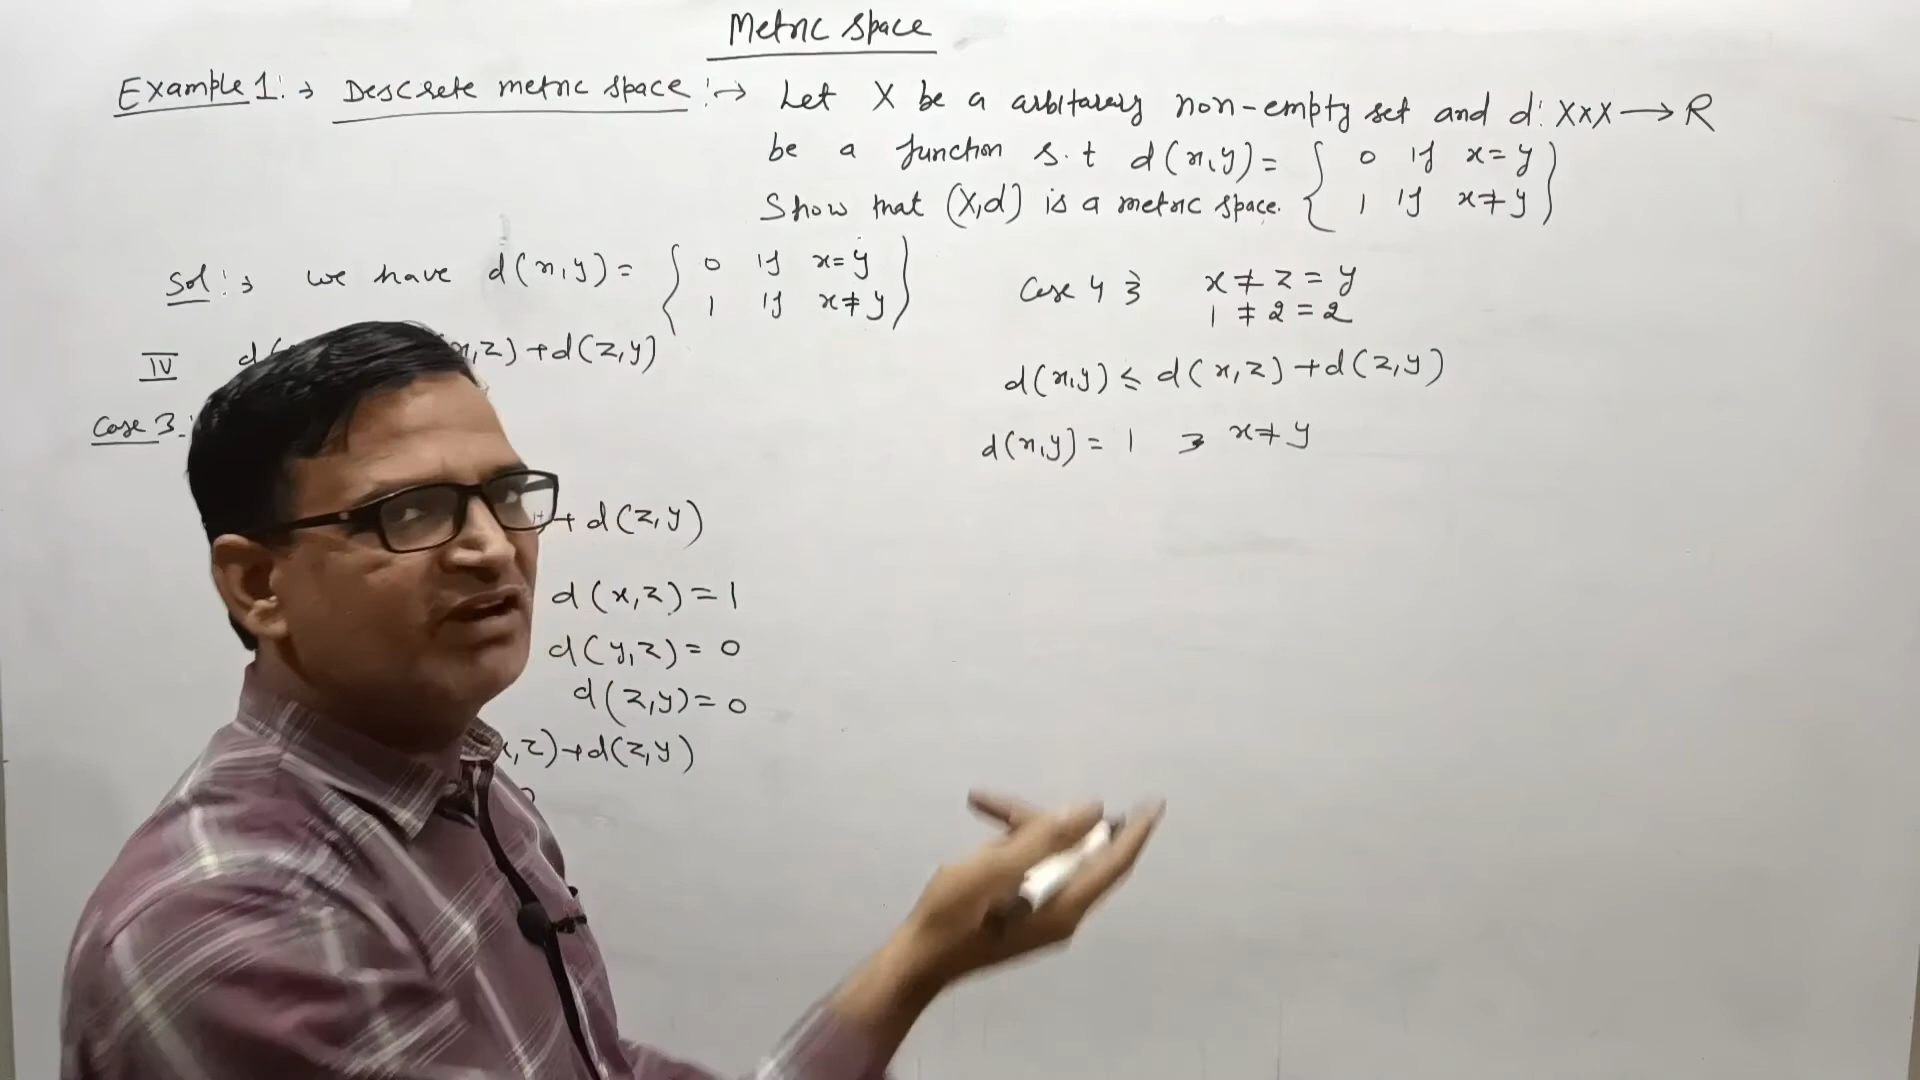 Metric space
Example 1:→ Descrete metric space :→ Let X be a arbitarary non-empty set and d: X×X → R
be a function s.t d(x,y) = { 0 if x=y
1 if x≠y }
Show that (X,d) is a metric space.
Sol:→ we have d(x,y) = { 0 if x=y
1 if x≠y }
IV d( x,z)+d(z,y)
Case 3:
+d(z,y)
d(x,z)=1
d(y,z)=0
d(z,y)=0
x,z)+d(z,y)
Case 4 → x≠z=y
1≠2=2
d(x,y) ≤ d(x,z)+d(z,y)
d(x,y)=1 → x≠y